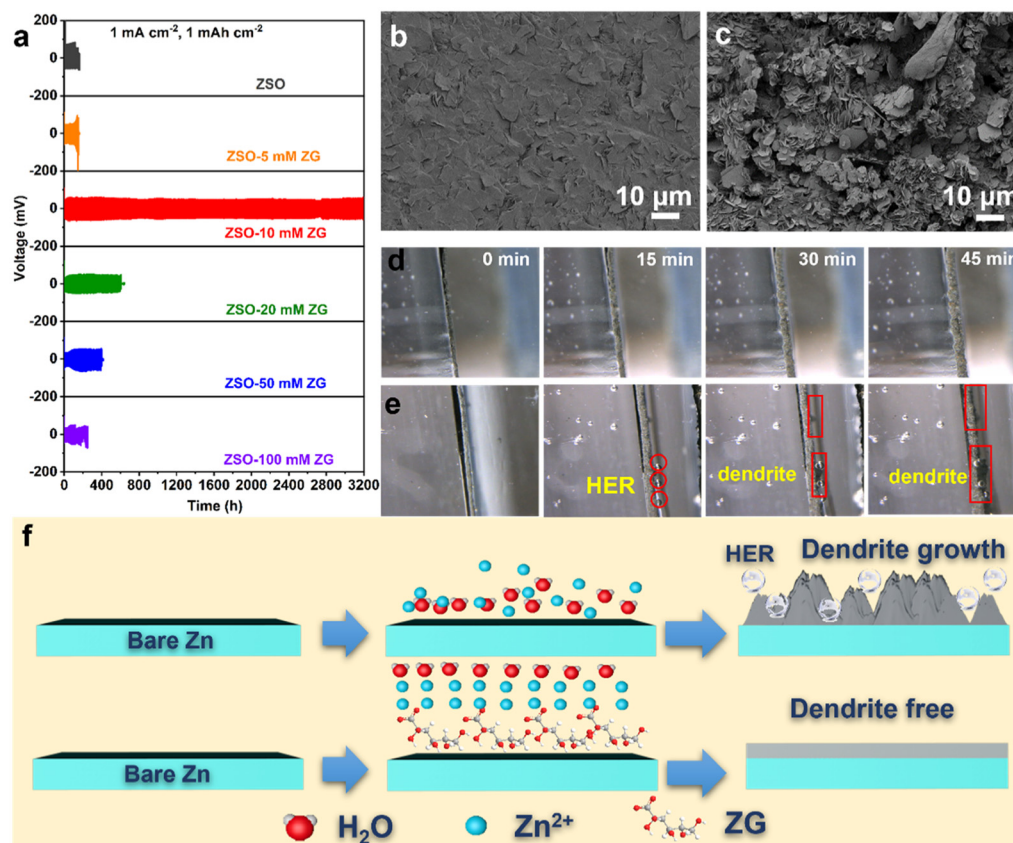 a
1 mA cm⁻², 1 mAh cm⁻²
200
0
ZSO
-200
0
ZSO-5 mM ZG
-200
0
ZSO-10 mM ZG
-200
0
ZSO-20 mM ZG
-200
0
ZSO-50 mM ZG
-200
0
ZSO-100 mM ZG
-200
0 400 800 1200 1600 2000 2400 2800 3200
Voltage (mV)
Time (h)
b
10 µm
c
10 µm
d
0 min
15 min
30 min
45 min
e
HER
dendrite
dendrite
f
Bare Zn
HER
Dendrite growth
Bare Zn
Dendrite free
H₂O
Zn²⁺
ZG